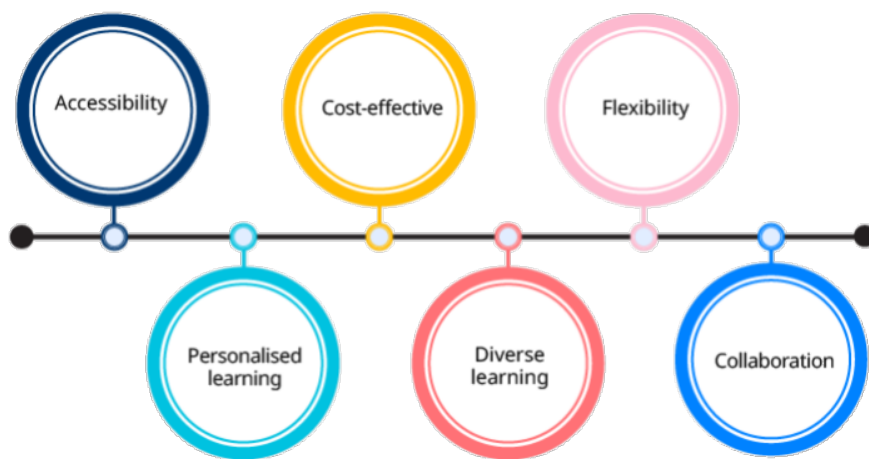 Accessibility
Cost-effective
Flexibility
Personalised
learning
Diverse
learning
Collaboration